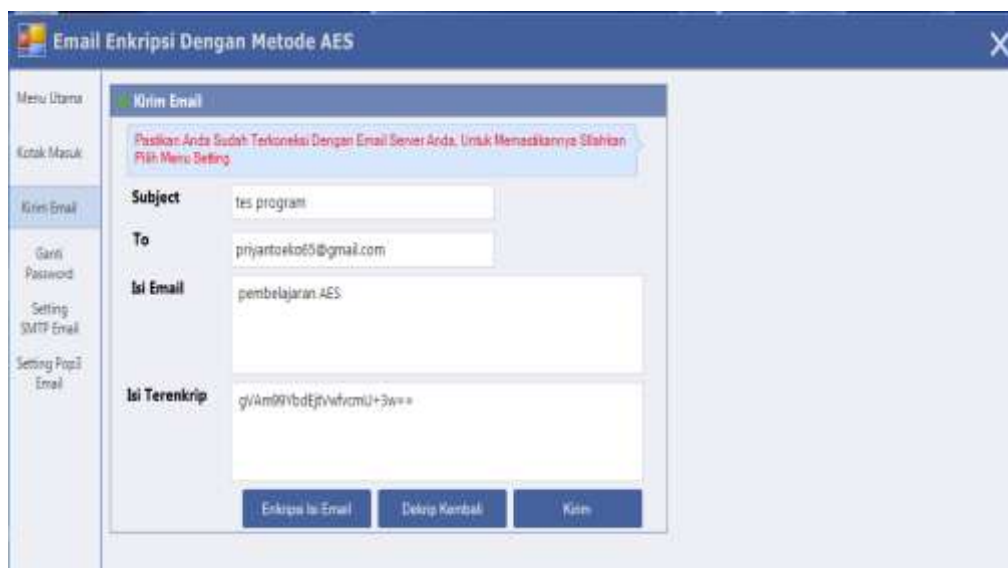 Email Enkripsi Dengan Metode AES
Menu Utama
Kotak Masuk
Kirim Email
Ganti
Password
Setting
SMTP Email
Setting Pop3
Email
Kirim Email
Pastikan Anda Sudah Terkoneksi Dengan Email Server Anda, Untuk Memastikannya Silahkan
Pilih Menu Setting
Subject
tes program
To
priyantoeko65@gmail.com
Isi Email
pembelajaran AES
Isi Terenkrip
Enkripsi Isi Email
Dekrip Kembali
Kirim